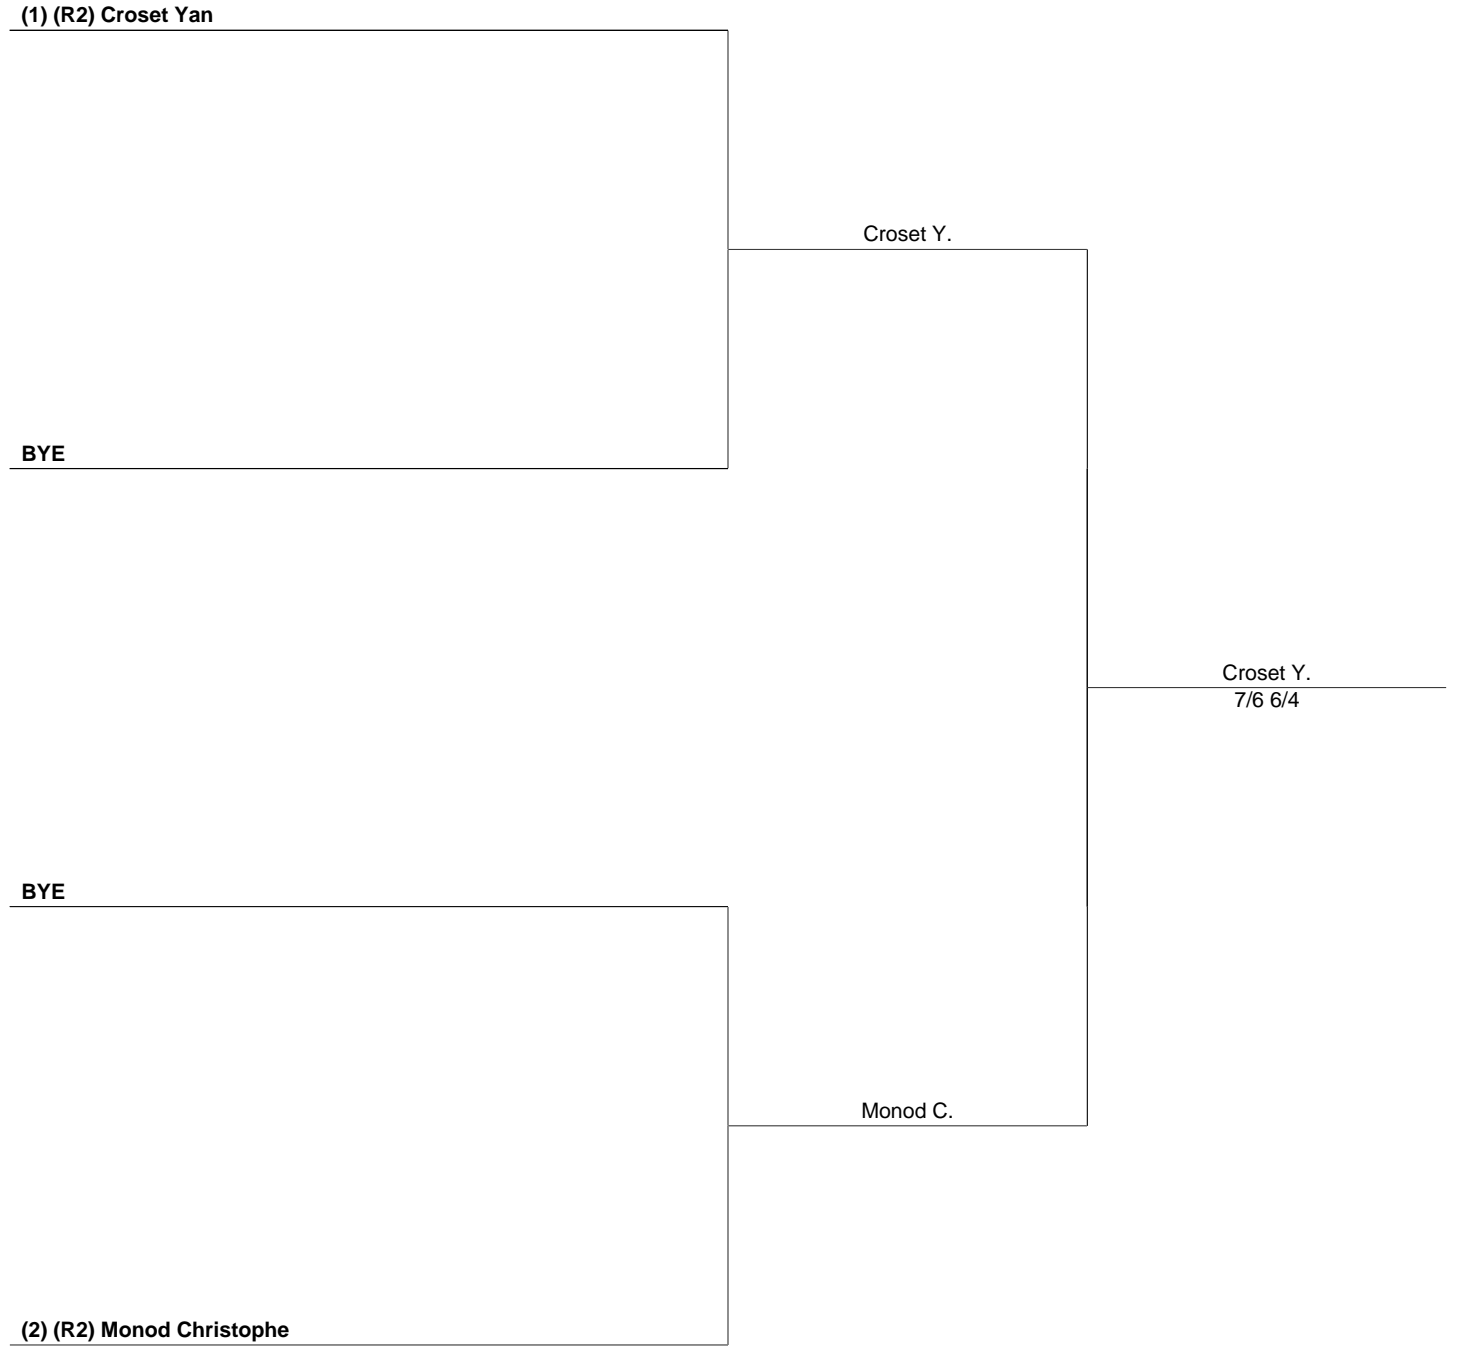 (1) (R2) Croset Yan
Croset Y.
BYE
Croset Y.
7/6 6/4
BYE
Monod C.
(2) (R2) Monod Christophe